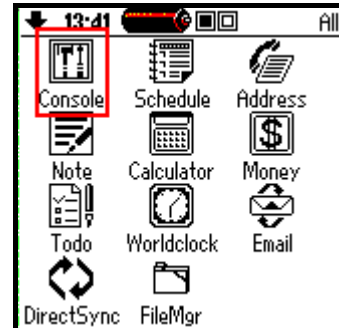 13:41 All
Console Schedule Address
Note Calculator Money
Todo Worldclock Email
DirectSync FileMgr